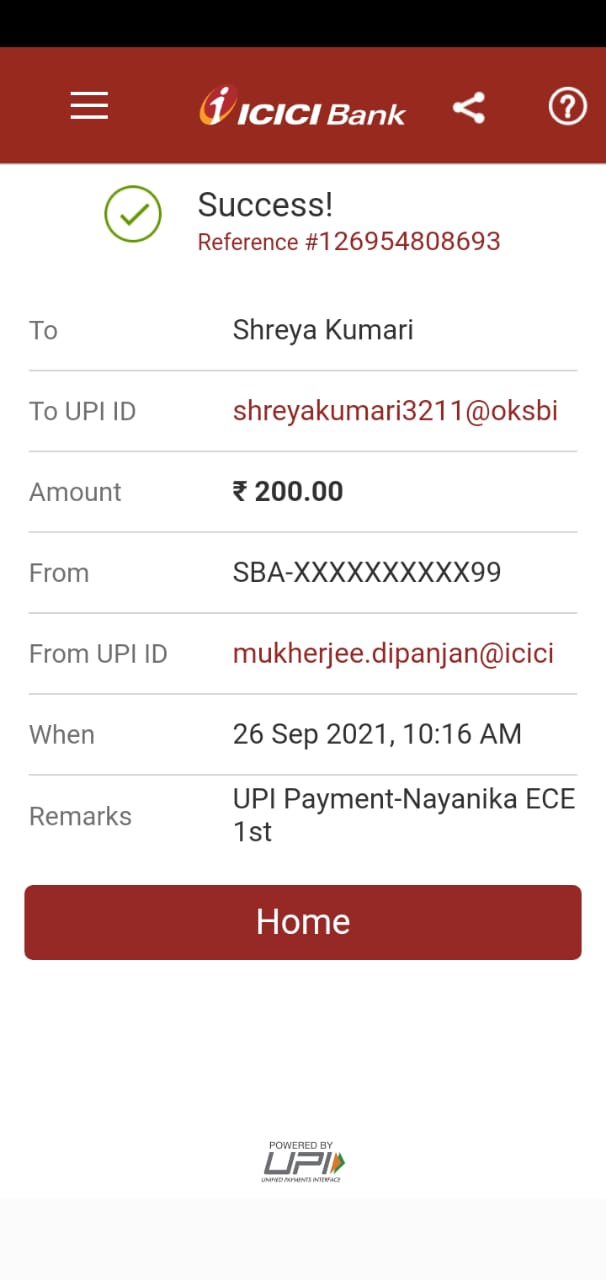 ICICI Bank
Success!
Reference #126954808693
To Shreya Kumari
To UPI ID shreyakumari3211@oksbi
Amount ₹ 200.00
From SBA-XXXXXXXXXX99
From UPI ID mukherjee.dipanjan@icici
When 26 Sep 2021, 10:16 AM
Remarks UPI Payment-Nayanika ECE
1st
Home
POWERED BY
UPI
UNIFIED PAYMENTS INTERFACE